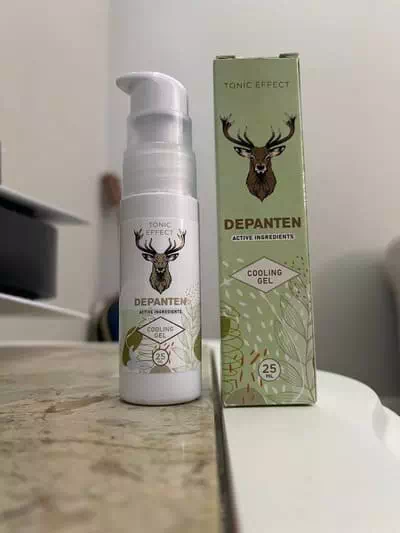 TONIC
EFFECT
DEPANTEN
ACTIVE INGREDIENTS
COOLING
GEL
25
ML
TONIC EFFECT
DEPANTEN
ACTIVE INGREDIENTS
COOLING
GEL
25
ML